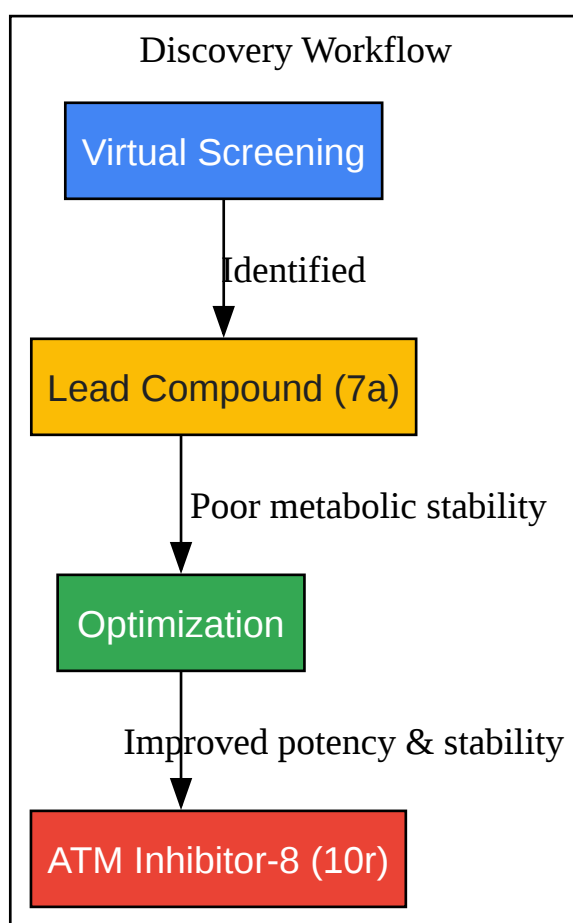 Discovery Workflow
Virtual Screening
Identified
Lead Compound (7a)
Poor metabolic stability
Optimization
Improved potency & stability
ATM Inhibitor-8 (10r)